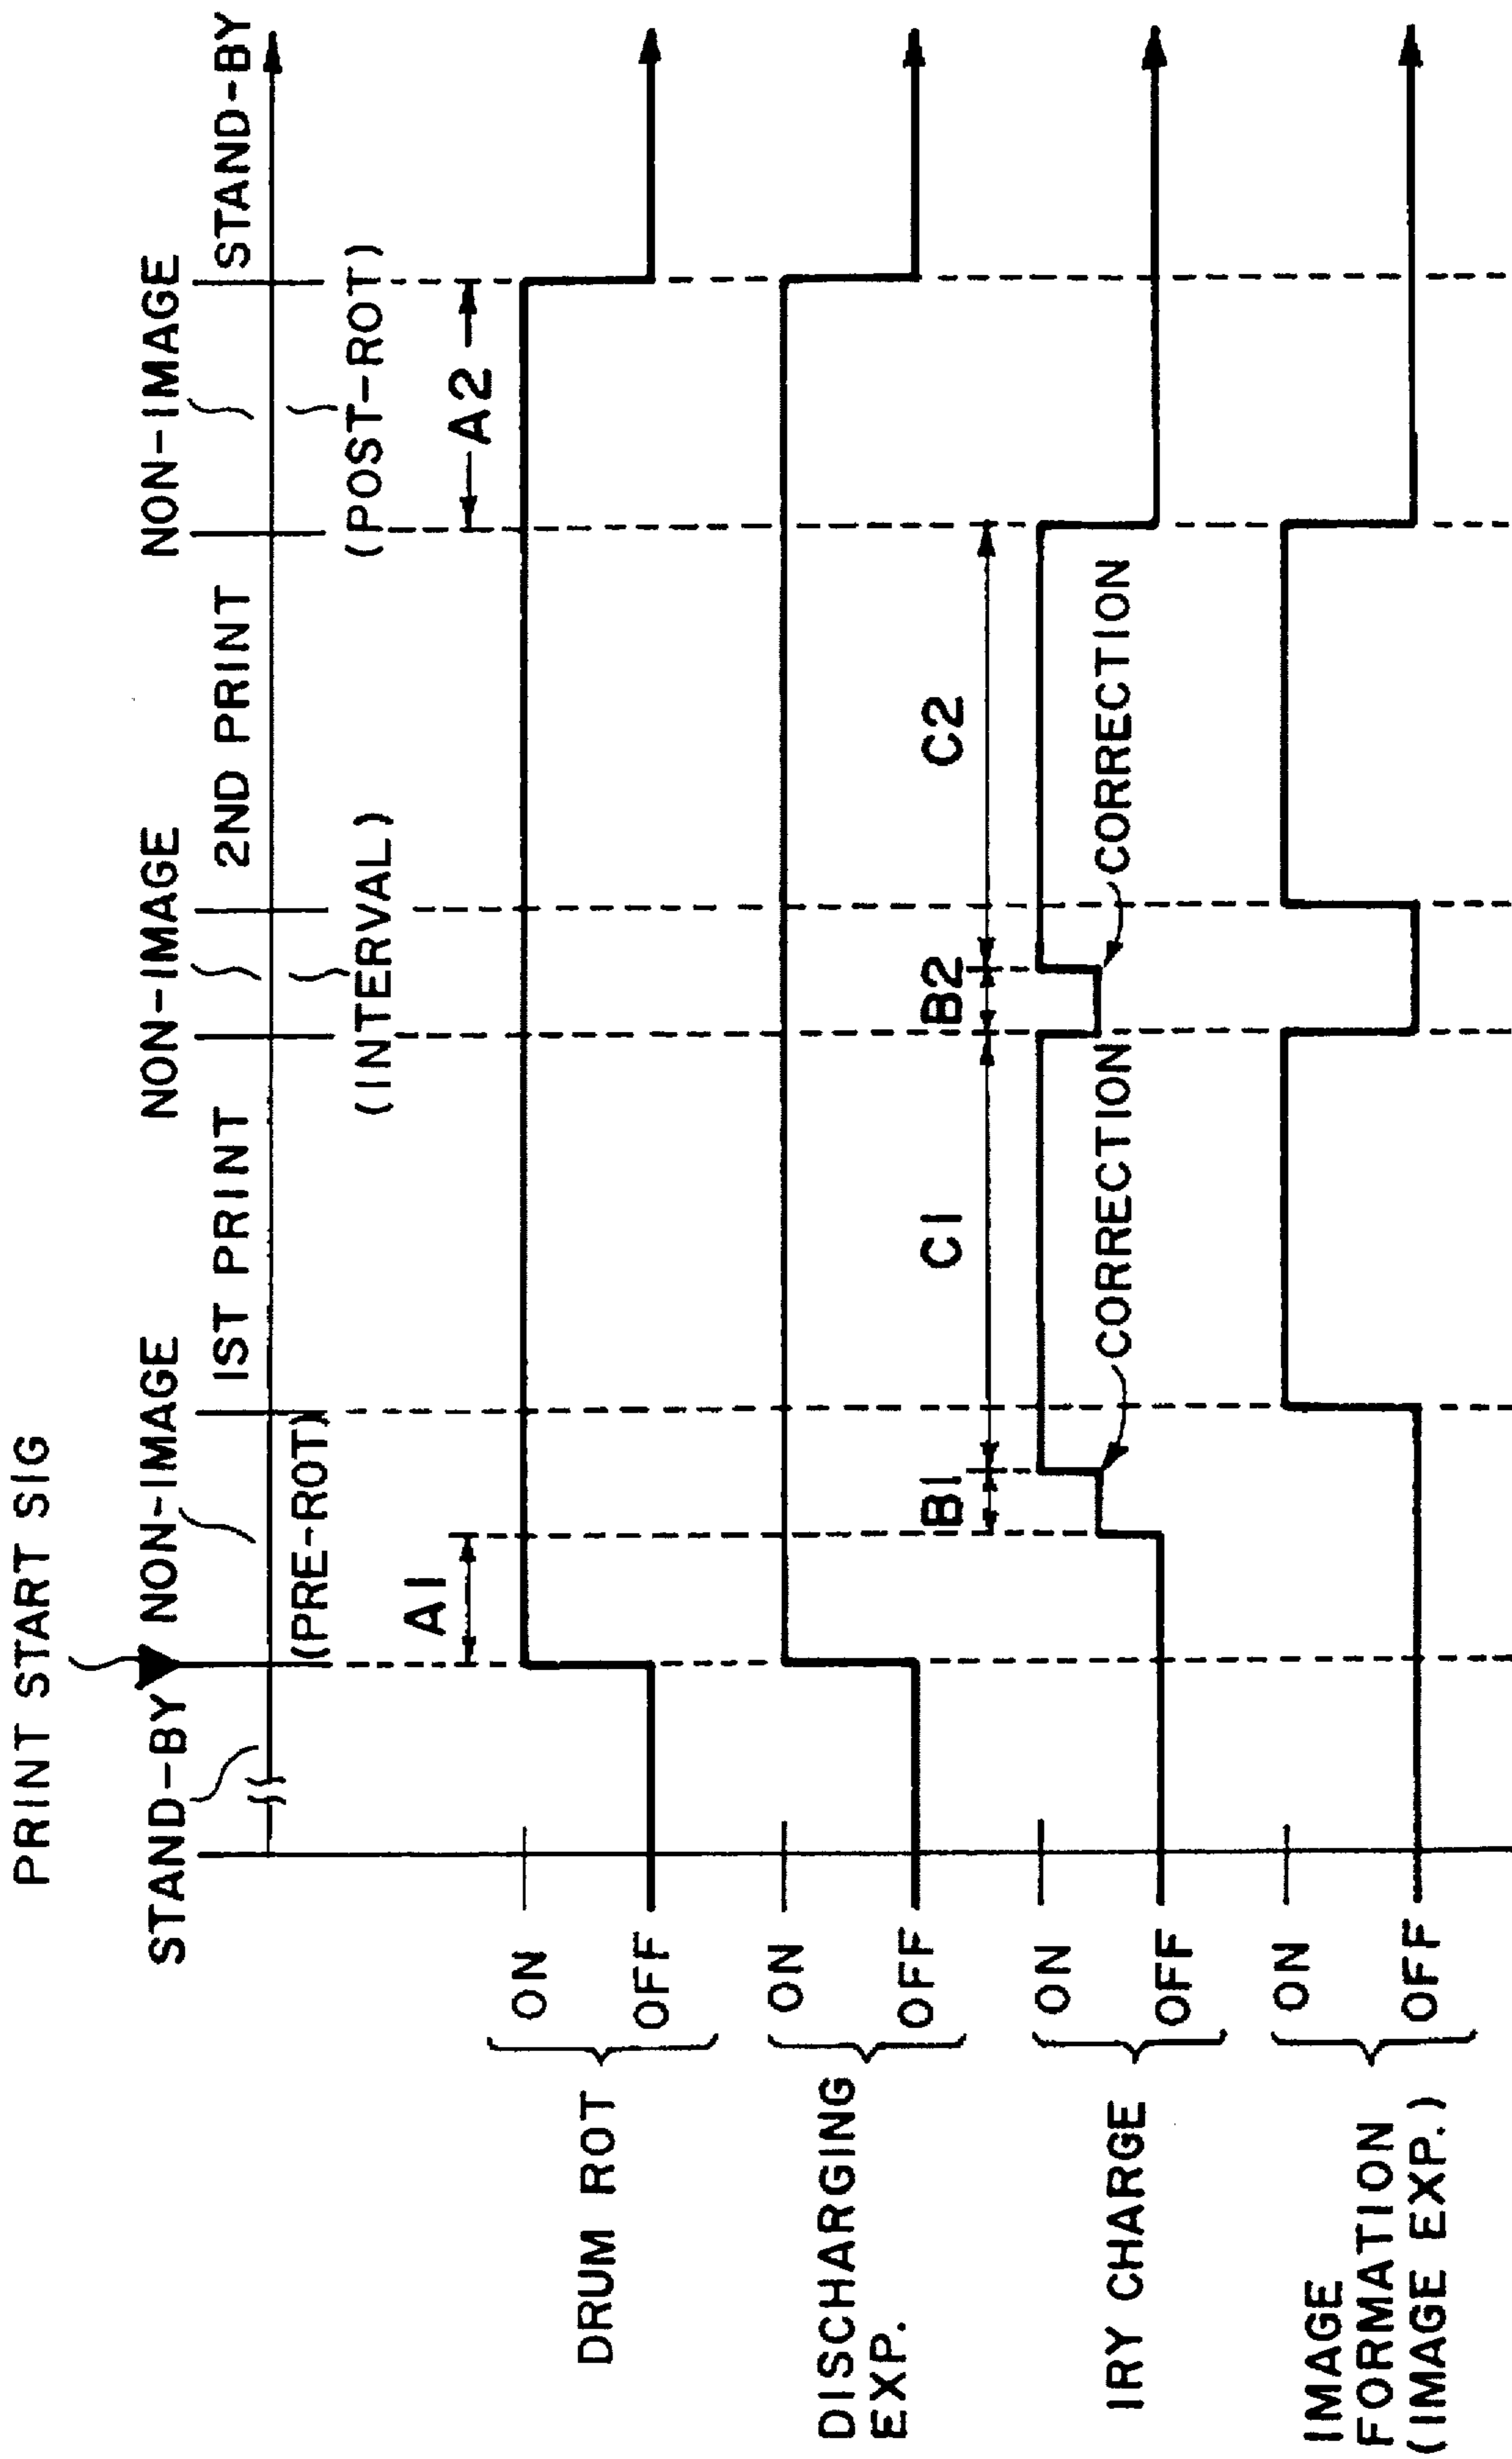 PRINT START SIG
STAND-BY
NON-IMAGE
NON-IMAGE
NON-IMAGE
1ST PRINT
2ND PRINT
STAND-BY
(PRE-ROT)
(INTERVAL)
(POST-ROT)
A1
A2
DRUM ROT
ON
OFF
DISCHARGING
EXP.
ON
OFF
B1
C1
B2
C2
IRY CHARGE
ON
OFF
CORRECTION
CORRECTION
IMAGE
FORMATION
(IMAGE EXP.)
ON
OFF